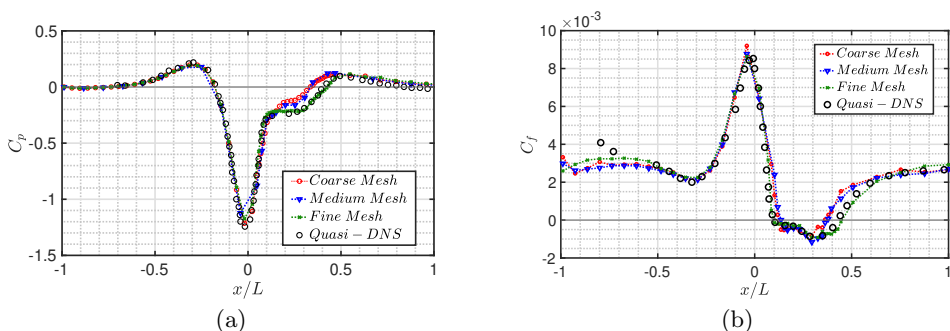 0.5
0
-0.5
-1
-1.5
C_p
Coarse Mesh
Medium Mesh
Fine Mesh
Quasi − DNS
-1 -0.5 0 0.5 1
x/L
(a)
10 ×10^-3
8
6
4
2
0
-2
C_f
Coarse Mesh
Medium Mesh
Fine Mesh
Quasi − DNS
-1 -0.5 0 0.5 1
x/L
(b)